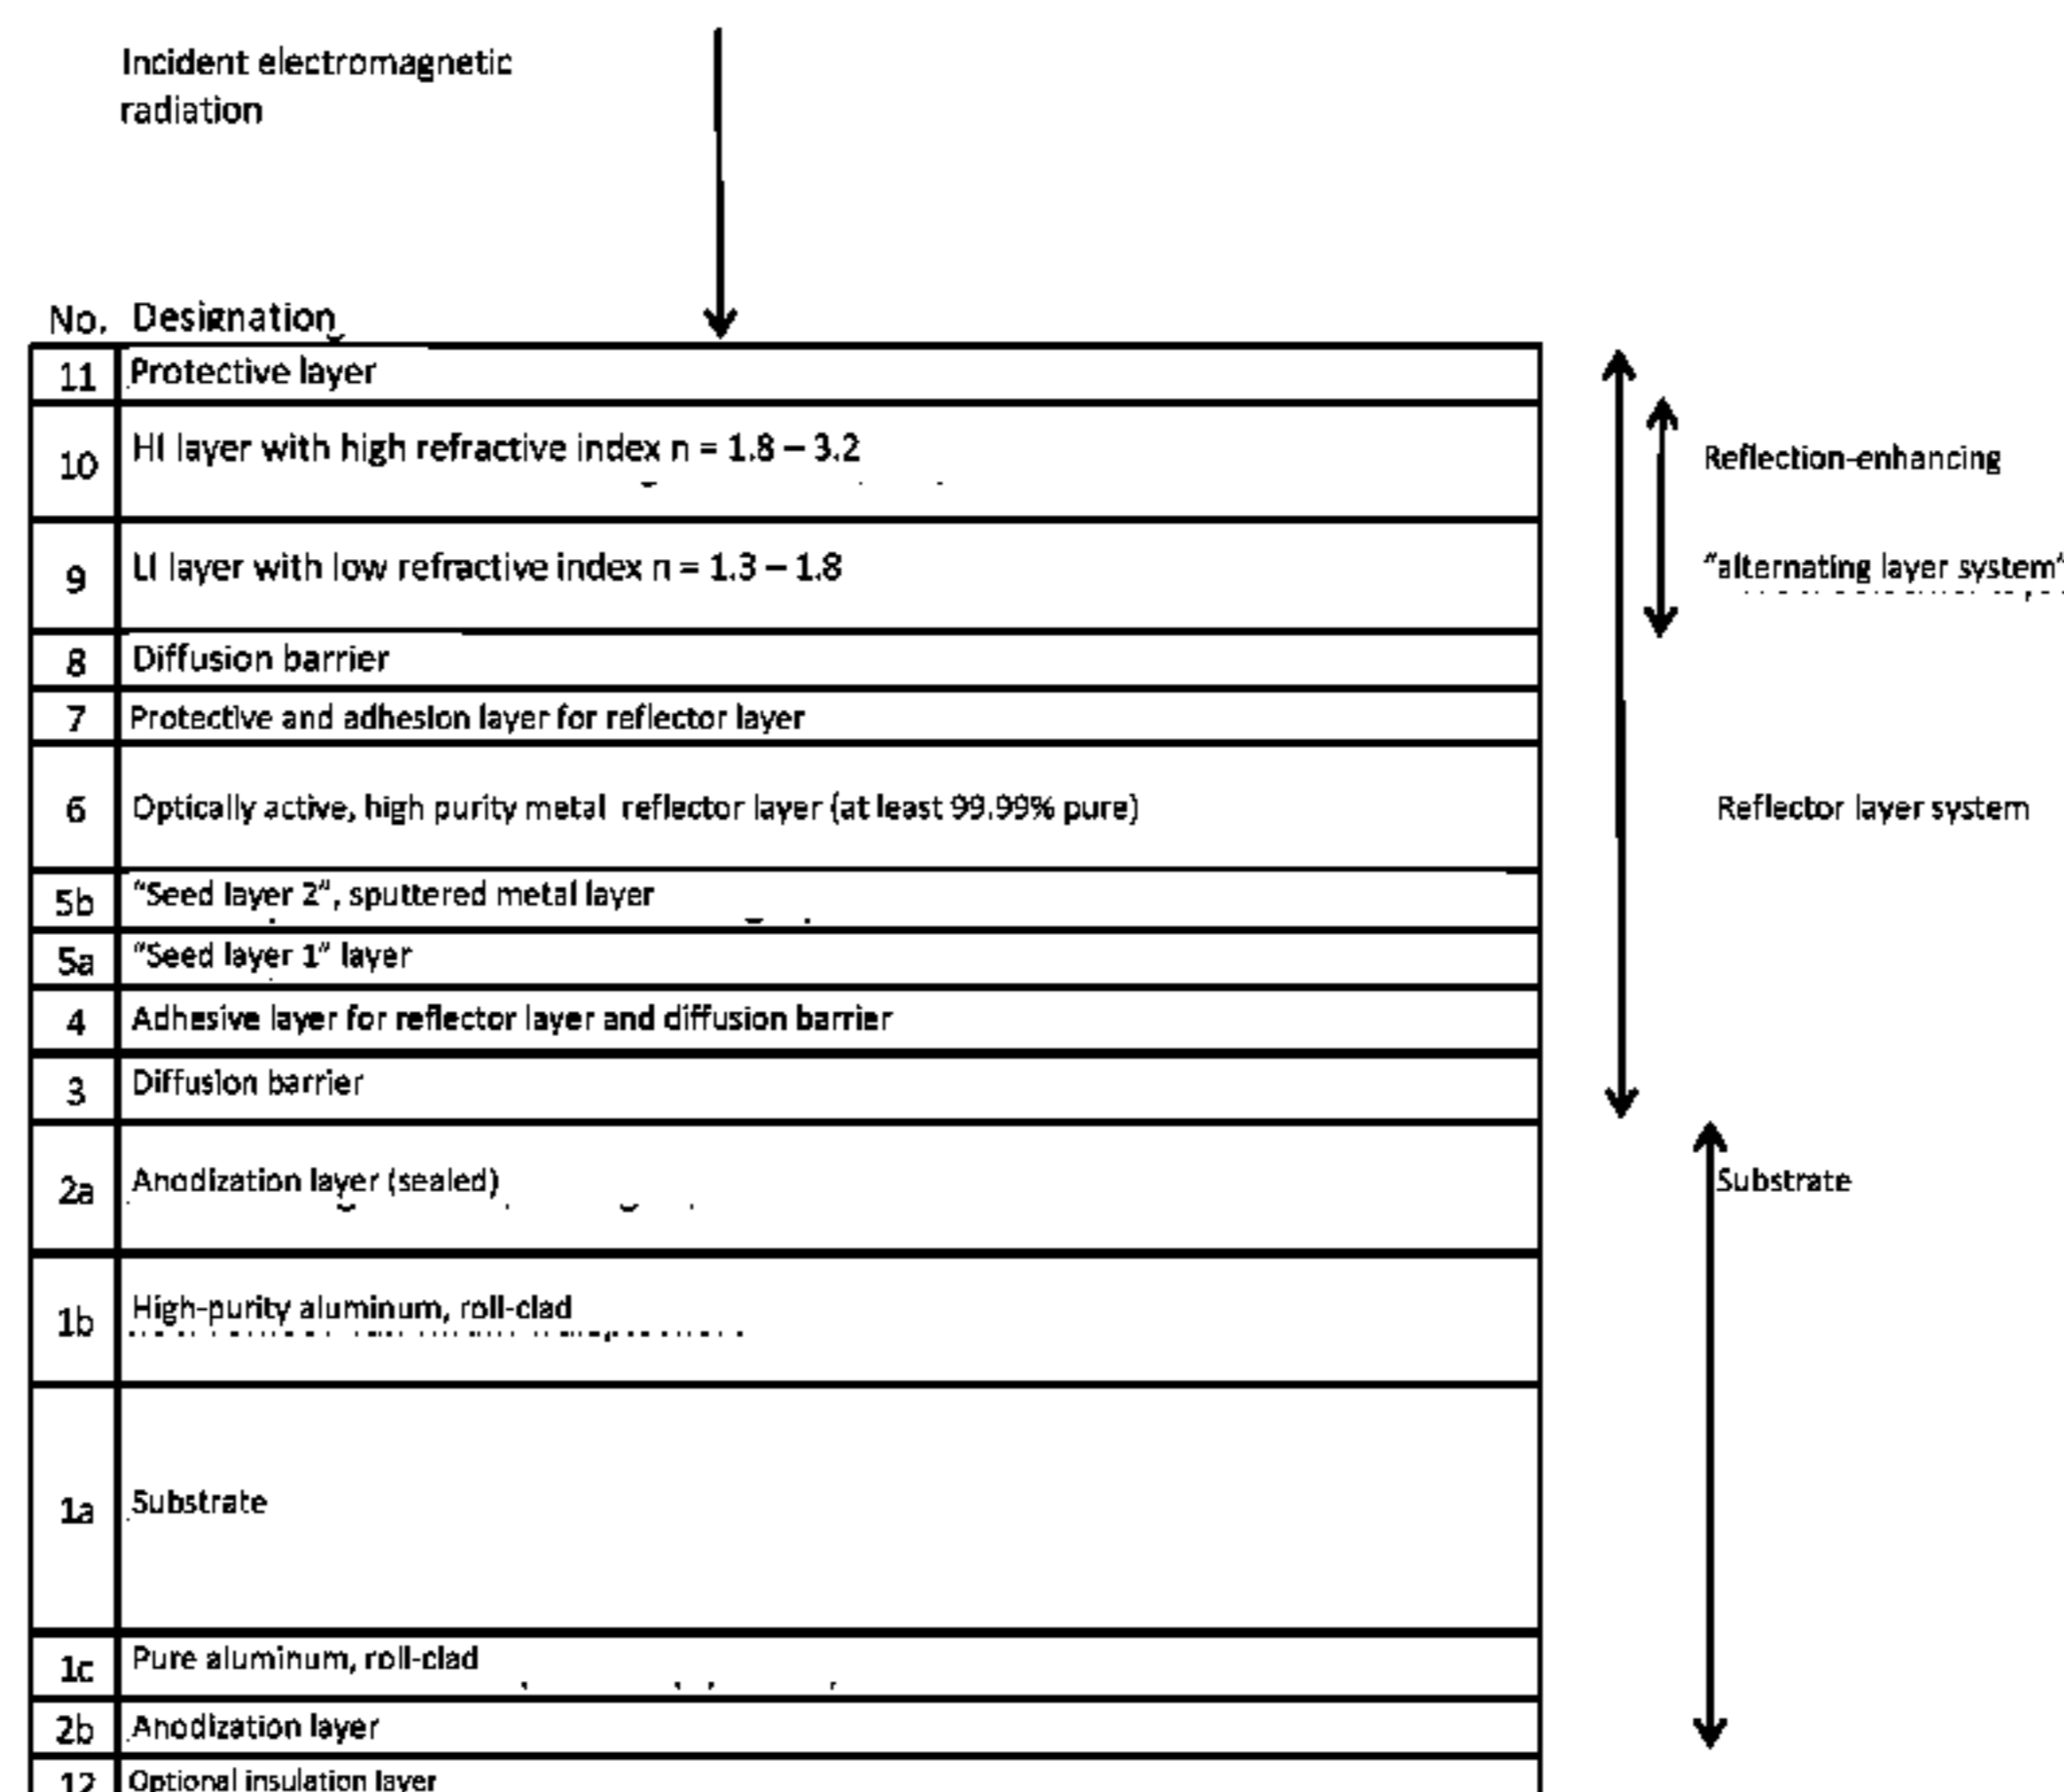 Incident electromagnetic
radiation
No. Designation
11 Protective layer
10 HI layer with high refractive index n = 1.8 – 3.2
Reflection-enhancing
9 LI layer with low refractive index n = 1.3 – 1.8
"alternating layer system"
8 Diffusion barrier
7 Protective and adhesion layer for reflector layer
6 Optically active, high purity metal reflector layer (at least 99.99% pure)
Reflector layer system
5b "Seed layer 2", sputtered metal layer
5a "Seed layer 1" layer
4 Adhesive layer for reflector layer and diffusion barrier
3 Diffusion barrier
2a Anodization layer (sealed)
Substrate
1b High-purity aluminum, roll-clad
1a Substrate
1c Pure aluminum, roll-clad
2b Anodization layer
12 Optional insulation layer